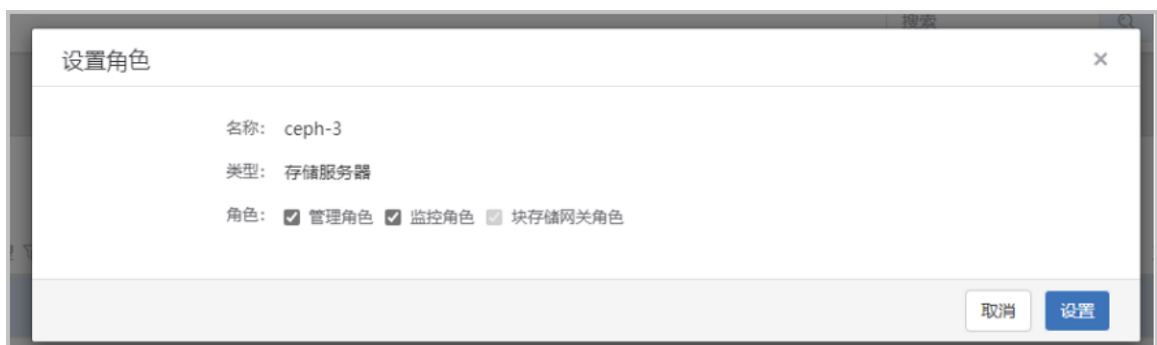 搜索
设置角色
名称: ceph-3
类型: 存储服务器
角色: 管理角色 监控角色 块存储网关角色
取消 设置